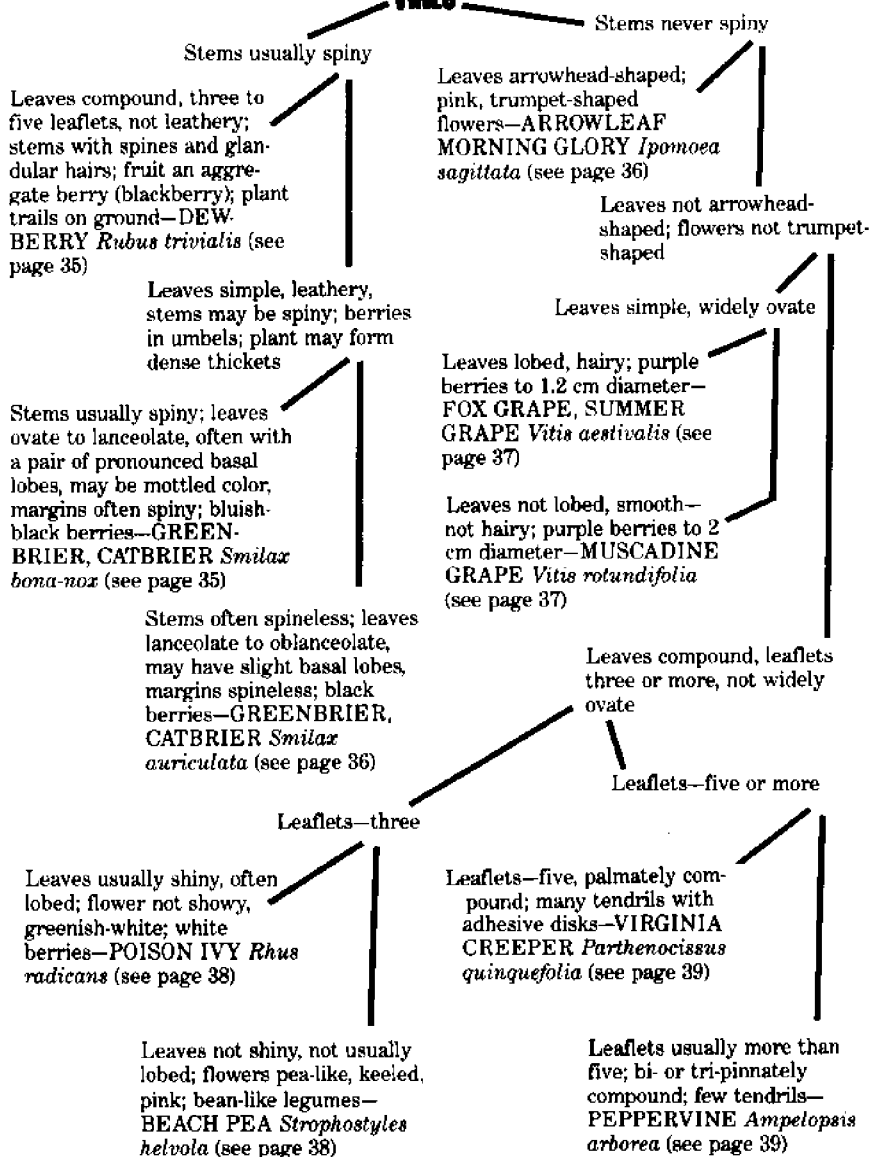 Stems usually spiny
Stems never spiny
Leaves compound, three to
five leaflets, not leathery;
stems with spines and glan-
dular hairs; fruit an aggre-
gate berry (blackberry); plant
trails on ground—DEW-
BERRY Rubus trivialis (see
page 35)
Leaves simple, leathery,
stems may be spiny; berries
in umbels; plant may form
dense thickets
Stems usually spiny; leaves
ovate to lanceolate, often with
a pair of pronounced basal
lobes, may be mottled color,
margins often spiny; bluish-
black berries—GREEN-
BRIER, CATBRIER Smilax
bona-nox (see page 35)
Stems often spineless; leaves
lanceolate to oblanceolate,
may have slight basal lobes,
margins spineless; black
berries—GREENBRIER,
CATBRIER Smilax
auriculata (see page 36)
Leaves arrowhead-shaped;
pink, trumpet-shaped
flowers—ARROWLEAF
MORNING GLORY Ipomoea
sagittata (see page 36)
Leaves not arrowhead-
shaped; flowers not trumpet-
shaped
Leaves simple, widely ovate
Leaves lobed, hairy; purple
berries to 1.2 cm diameter—
FOX GRAPE, SUMMER
GRAPE Vitis aestivalis (see
page 37)
Leaves not lobed, smooth—
not hairy; purple berries to 2
cm diameter—MUSCADINE
GRAPE Vitis rotundifolia
(see page 37)
Leaves compound, leaflets
three or more, not widely
ovate
Leaflets—three
Leaves usually shiny, often
lobed; flower not showy,
greenish-white; white
berries—POISON IVY Rhus
radicans (see page 38)
Leaves not shiny, not usually
lobed; flowers pea-like, keeled,
pink; bean-like legumes—
BEACH PEA Strophostyles
helvola (see page 38)
Leaflets—five or more
Leaflets—five, palmately com-
pound; many tendrils with
adhesive disks—VIRGINIA
CREEPER Parthenocissus
quinquefolia (see page 39)
Leaflets usually more than
five; bi- or tri-pinnately
compound; few tendrils—
PEPPERVINE Ampelopsis
arborea (see page 39)